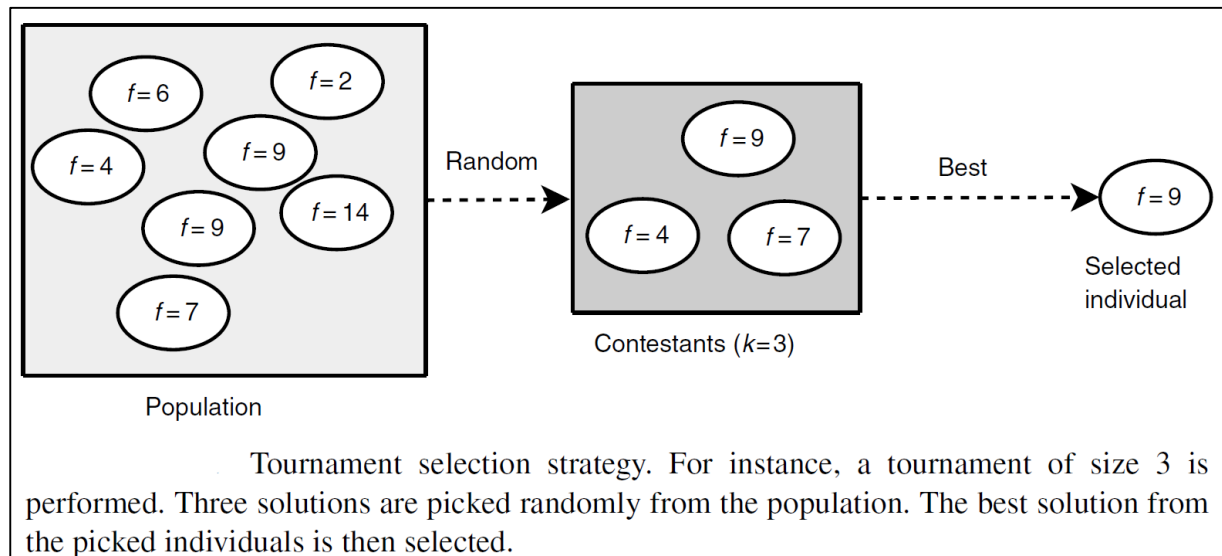 f = 6
f = 2
f = 4
f = 9
f = 14
f = 9
f = 7
Population
Random
f = 9
f = 4
f = 7
Contestants (k=3)
Best
f = 9
Selected
individual
Tournament selection strategy. For instance, a tournament of size 3 is
performed. Three solutions are picked randomly from the population. The best solution from
the picked individuals is then selected.